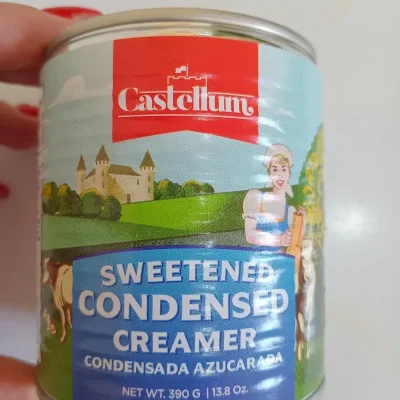 Castellum
SWEETENED
CONDENSED
CREAMER
CONDENSADA AZUCARADA
NET WT. 390 G | 13.8 Oz.